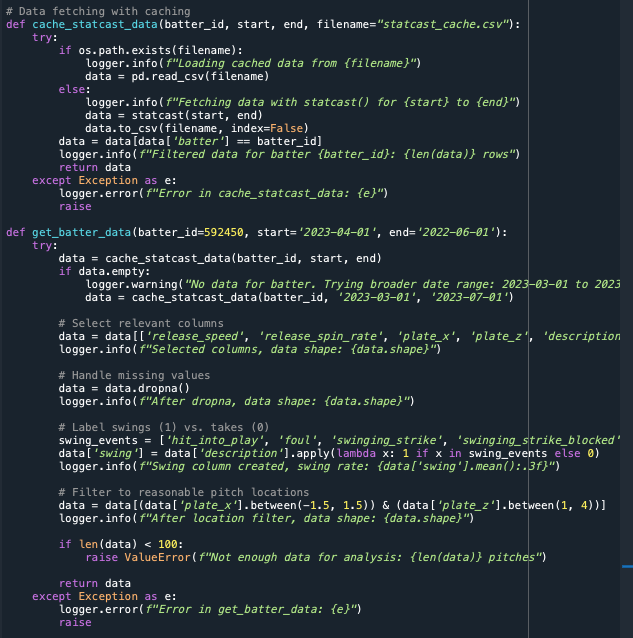 # Data fetching with caching
def cache_statcast_data(batter_id, start, end, filename="statcast_cache.csv"):
    try:
        if os.path.exists(filename):
            logger.info(f"Loading cached data from {filename}")
            data = pd.read_csv(filename)
        else:
            logger.info(f"Fetching data with statcast() for {start} to {end}")
            data = statcast(start, end)
            data.to_csv(filename, index=False)
        data = data[data['batter'] == batter_id]
        logger.info(f"Filtered data for batter {batter_id}: {len(data)} rows")
        return data
    except Exception as e:
        logger.error(f"Error in cache_statcast_data: {e}")
        raise

def get_batter_data(batter_id=592450, start='2023-04-01', end='2022-06-01'):
    try:
        data = cache_statcast_data(batter_id, start, end)
        if data.empty:
            logger.warning("No data for batter. Trying broader date range: 2023-03-01 to 2023
            data = cache_statcast_data(batter_id, '2023-03-01', '2023-07-01')

        # Select relevant columns
        data = data[['release_speed', 'release_spin_rate', 'plate_x', 'plate_z', 'description
        logger.info(f"Selected columns, data shape: {data.shape}")

        # Handle missing values
        data = data.dropna()
        logger.info(f"After dropna, data shape: {data.shape}")

        # Label swings (1) vs. takes (0)
        swing_events = ['hit_into_play', 'foul', 'swinging_strike', 'swinging_strike_blocked'
        data['swing'] = data['description'].apply(lambda x: 1 if x in swing_events else 0)
        logger.info(f"Swing column created, swing rate: {data['swing'].mean():.3f}")

        # Filter to reasonable pitch locations
        data = data[(data['plate_x'].between(-1.5, 1.5)) & (data['plate_z'].between(1, 4))]
        logger.info(f"After location filter, data shape: {data.shape}")

        if len(data) < 100:
            raise ValueError(f"Not enough data for analysis: {len(data)} pitches")

        return data
    except Exception as e:
        logger.error(f"Error in get_batter_data: {e}")
        raise